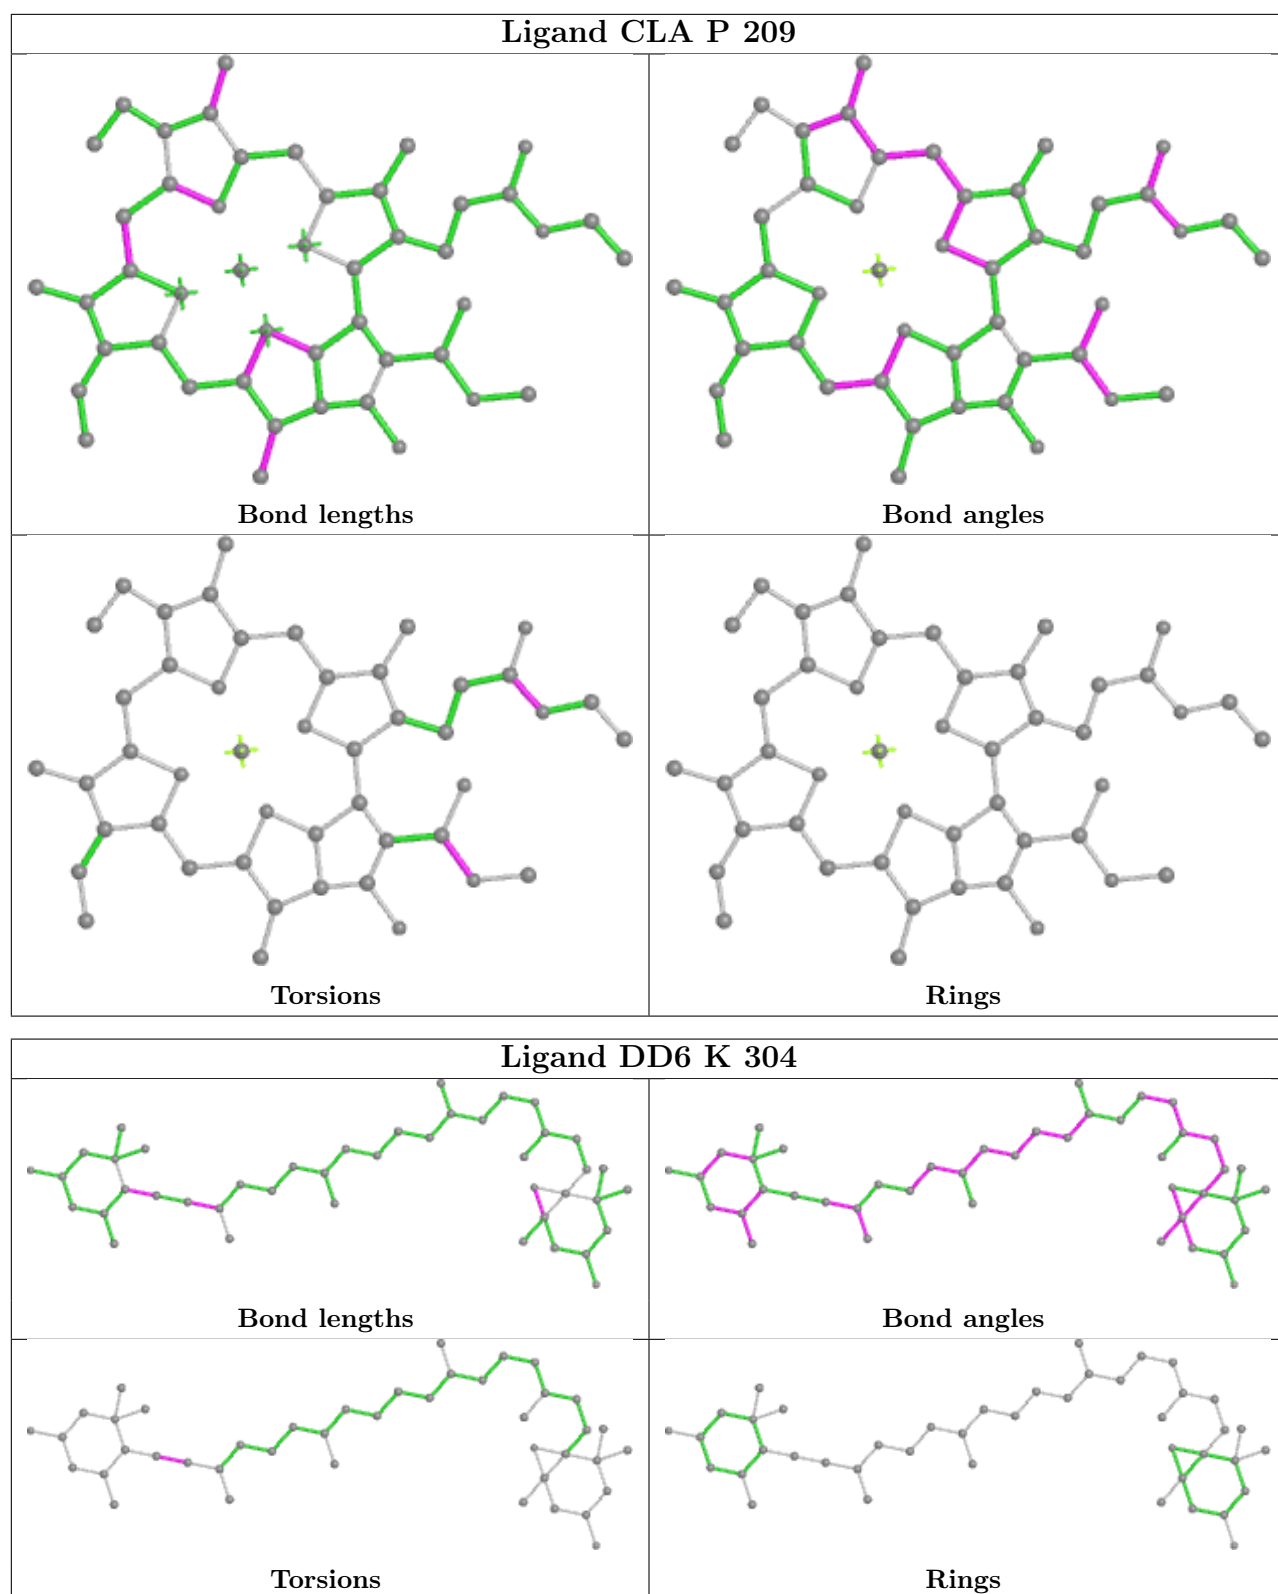 Ligand CLA P 209
Bond lengths
Bond angles
Torsions
Rings
Ligand DD6 K 304
Bond lengths
Bond angles
Torsions
Rings